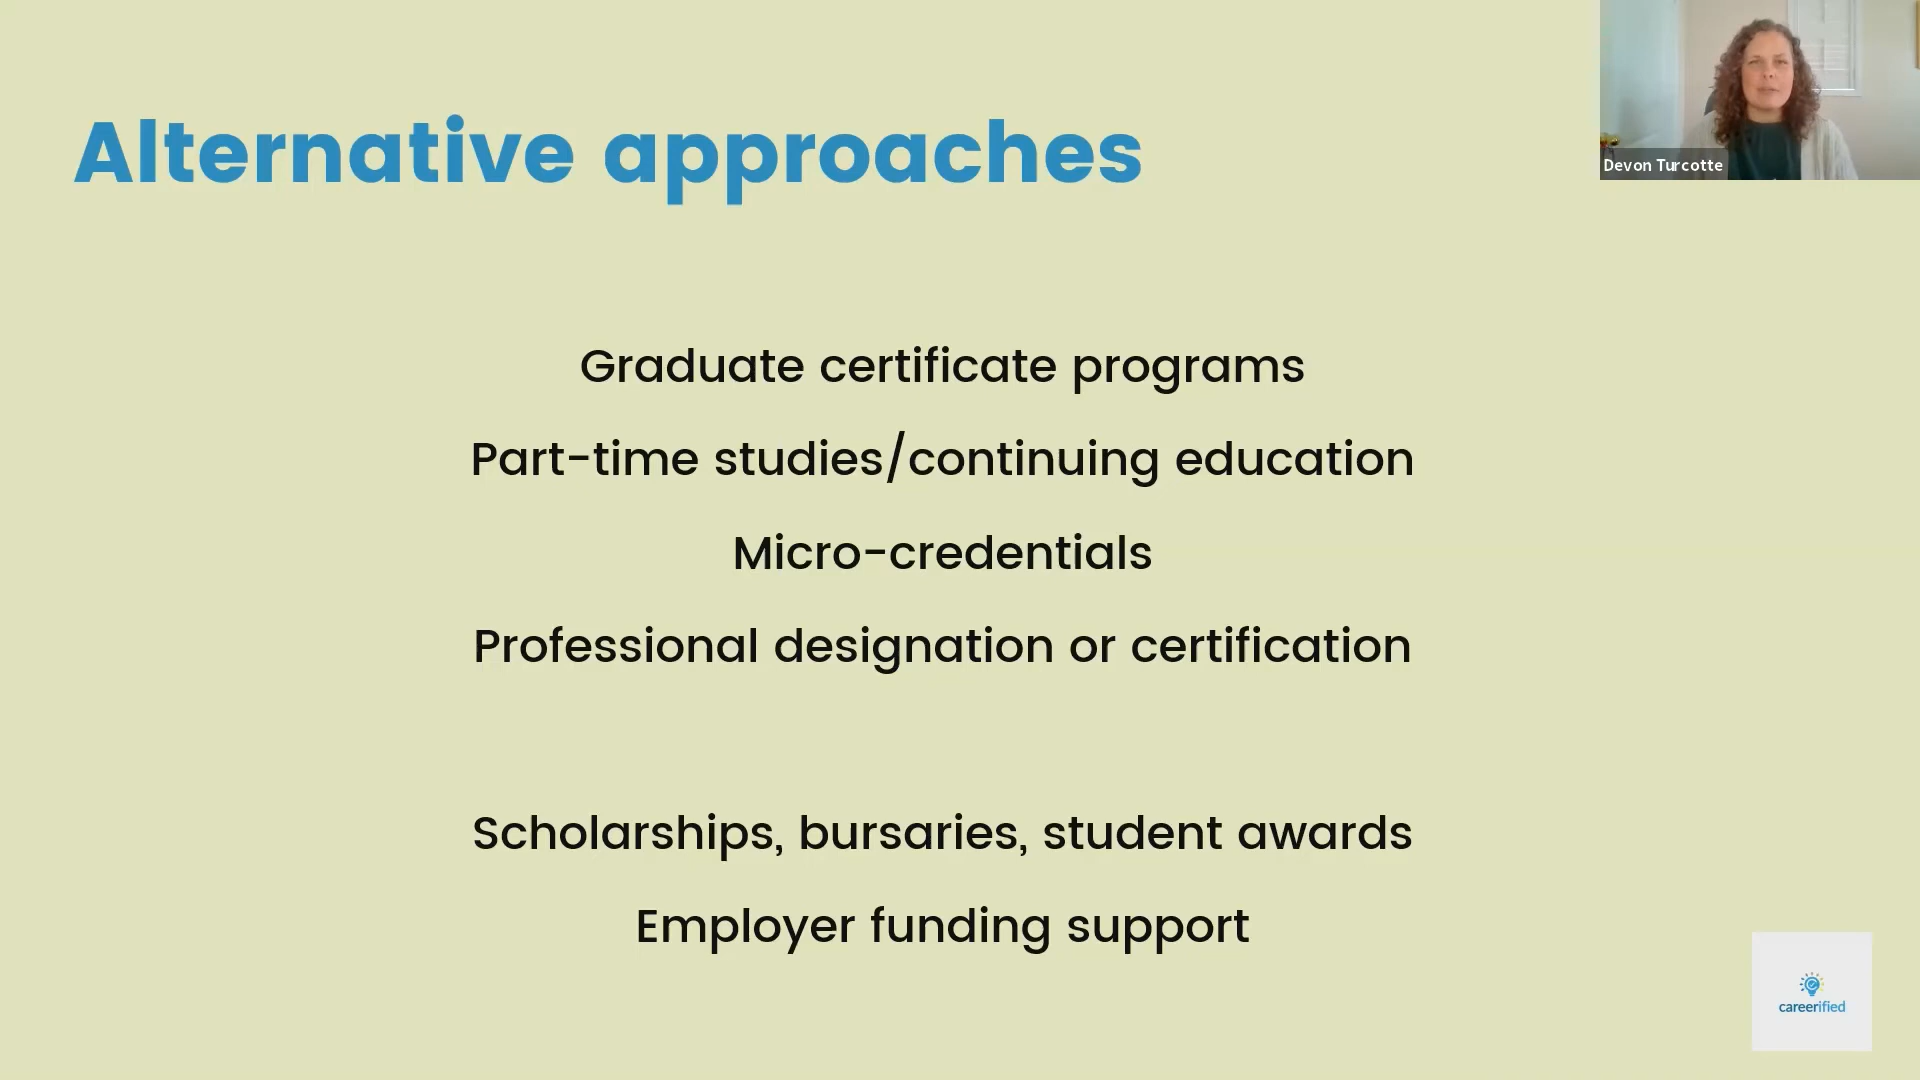 Alternative approaches
Devon Turcotte
Graduate certificate programs
Part-time studies/continuing education
Micro-credentials
Professional designation or certification
Scholarships, bursaries, student awards
Employer funding support
careerified